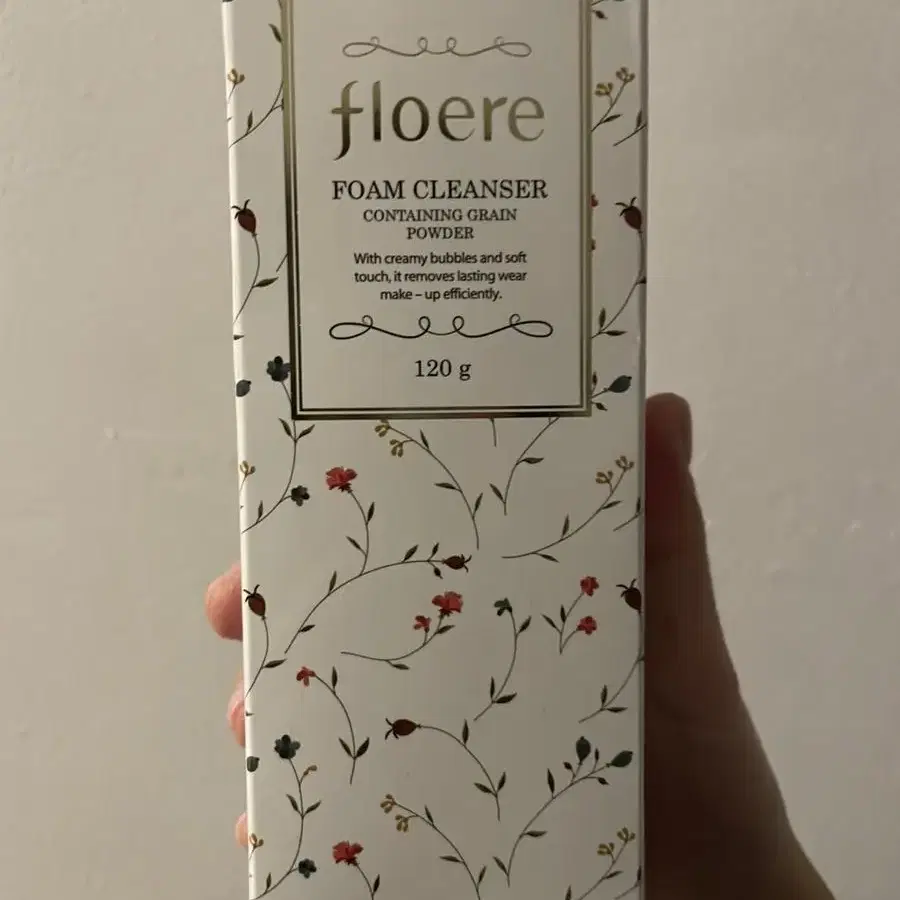 floere
FOAM CLEANSER
CONTAINING GRAIN
POWDER
With creamy bubbles and soft
touch, it removes lasting wear
make – up efficiently.
120 g